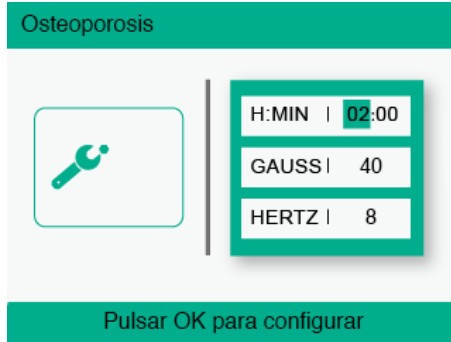 Osteoporosis
H:MIN | 02:00
GAUSS| 40
HERTZ | 8
Pulsar OK para configurar